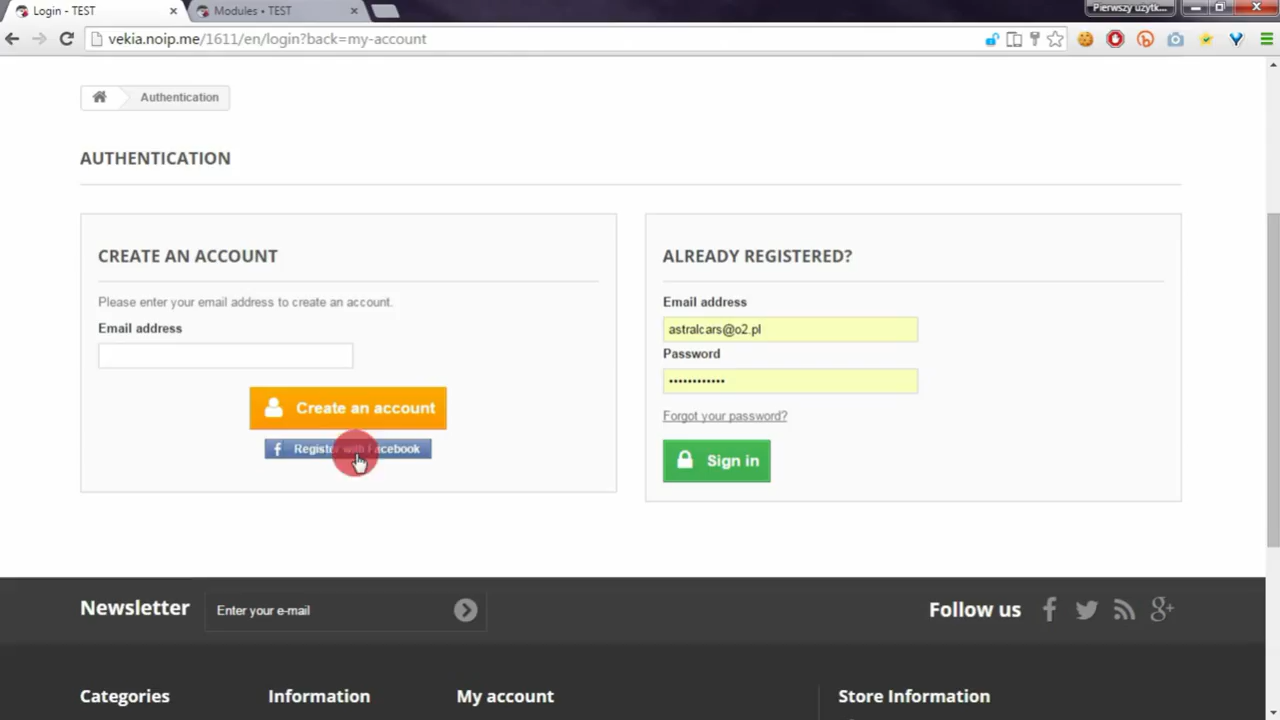 Login - TEST
Modules • TEST
Pierwszy użytk...
vekia.noip.me/1611/en/login?back=my-account
Authentication
AUTHENTICATION
CREATE AN ACCOUNT
Please enter your email address to create an account.
Email address
Create an account
Register with Facebook
ALREADY REGISTERED?
Email address
astralcars@o2.pl
Password
Forgot your password?
Sign in
Newsletter
Enter your e-mail
Follow us
Categories
Information
My account
Store Information